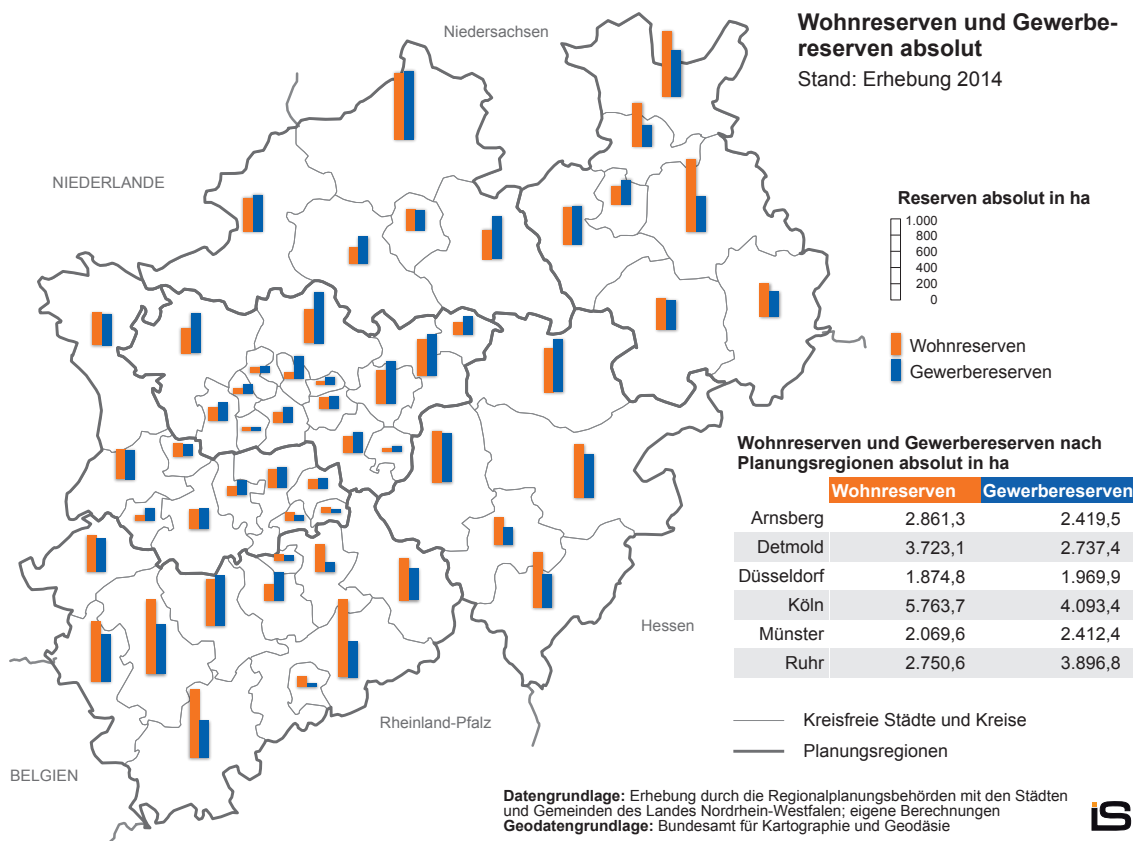 Wohnreserven und Gewerbe-
reserven absolut
Stand: Erhebung 2014
Niedersachsen
NIEDERLANDE
Reserven absolut in ha
1.000
800
600
400
200
0
Wohnreserven
Gewerbereserven
Wohnreserven und Gewerbereserven nach
Planungsregionen absolut in ha
Wohnreserven Gewerbereserven
Arnsberg 2.861,3 2.419,5
Detmold 3.723,1 2.737,4
Düsseldorf 1.874,8 1.969,9
Köln 5.763,7 4.093,4
Münster 2.069,6 2.412,4
Ruhr 2.750,6 3.896,8
Hessen
Rheinland-Pfalz
BELGIEN
Kreisfreie Städte und Kreise
Planungsregionen
Datengrundlage: Erhebung durch die Regionalplanungsbehörden mit den Städten
und Gemeinden des Landes Nordrhein-Westfalen; eigene Berechnungen
Geodatengrundlage: Bundesamt für Kartographie und Geodäsie
iS